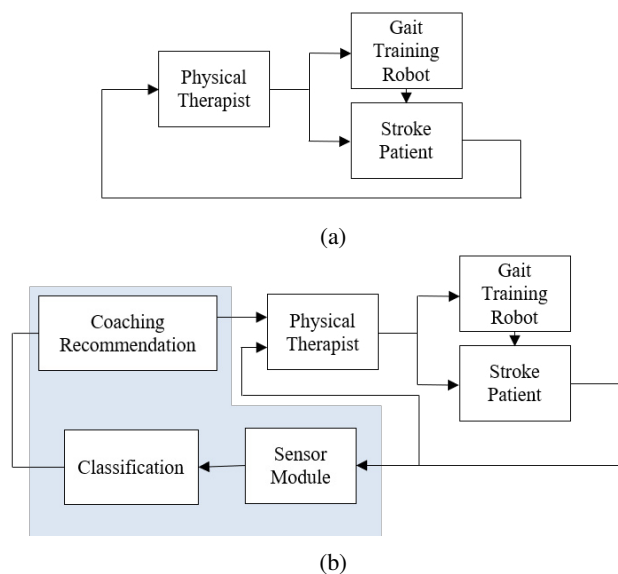 Physical
Therapist
Gait
Training
Robot
Stroke
Patient
(a)
Coaching
Recommendation
Physical
Therapist
Gait
Training
Robot
Stroke
Patient
Classification
Sensor
Module
(b)